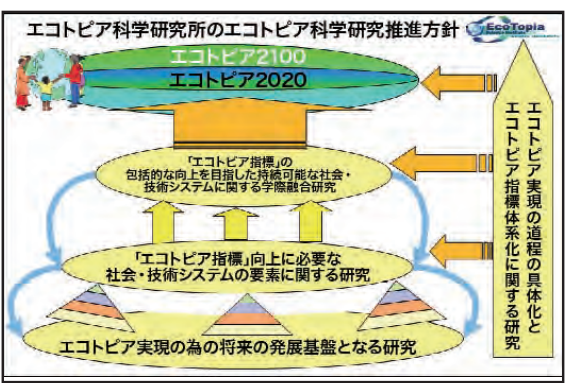 エコトピア科学研究所のエコトピア科学研究推進方針
EcoTopia
エコトピア2100
エコトピア2020
「エコトピア指標」の
包括的な向上を目指した持続可能な社会・
技術システムに関する学際融合研究
「エコトピア指標」向上に必要な
社会・技術システムの要素に関する研究
エコトピア実現の為の将来の発展基盤となる研究
エコトピア実現の道程の具体化と
エコトピア指標体系化に関する研究